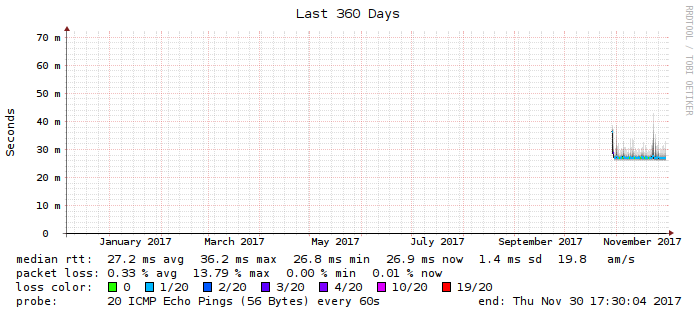 Last 360 Days
RRDTOOL / TOBI OETIKER
Seconds
70 m
60 m
50 m
40 m
30 m
20 m
10 m
0
January 2017 March 2017 May 2017 July 2017 September 2017 November 2017
median rtt: 27.2 ms avg 36.2 ms max 26.8 ms min 26.9 ms now 1.4 ms sd 19.8 am/s
packet loss: 0.33 % avg 13.79 % max 0.00 % min 0.01 % now
loss color: 0 1/20 2/20 3/20 4/20 10/20 19/20
probe: 20 ICMP Echo Pings (56 Bytes) every 60s end: Thu Nov 30 17:30:04 2017